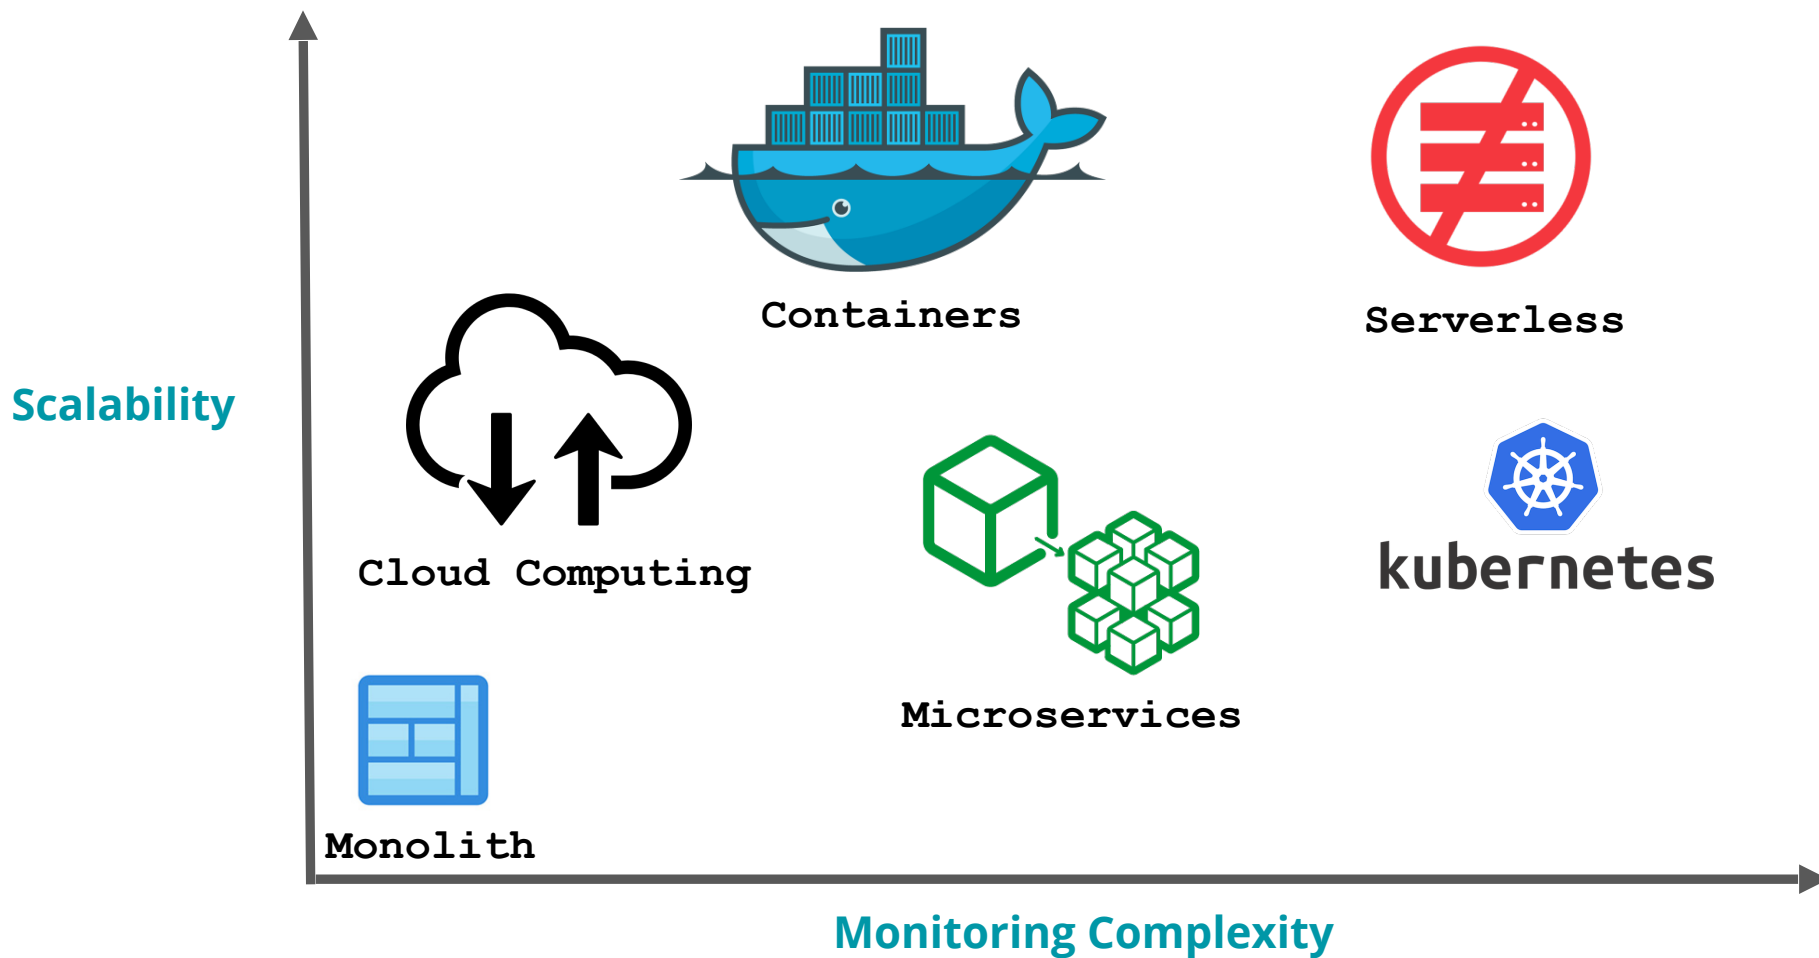 Containers
Serverless
Scalability
Cloud Computing
kubernetes
Microservices
Monolith
Monitoring Complexity